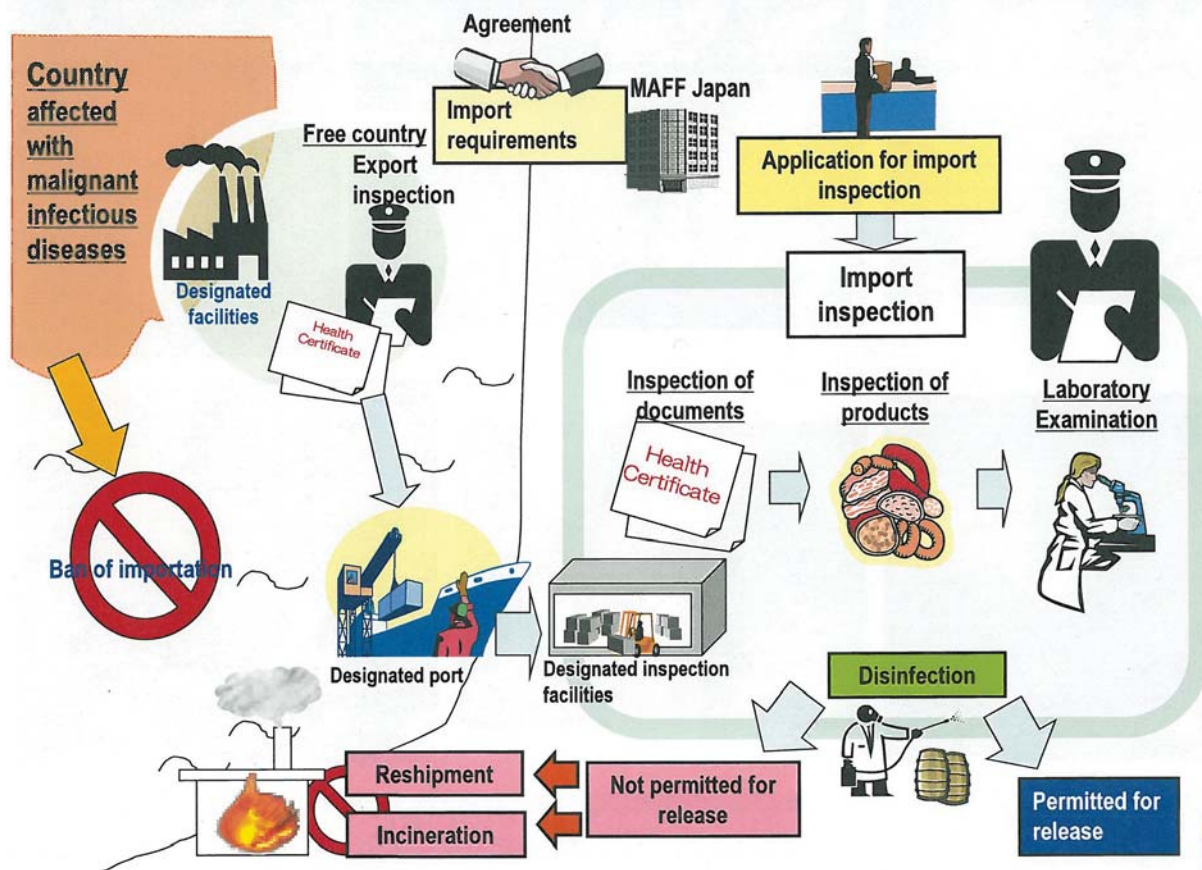 Country
affected
with
malignant
infectious
diseases
Designated
facilities
Free country
Export
inspection
Health
Certificate
Agreement
Import
requirements
MAFF Japan
Application for import
inspection
Import
inspection
Inspection of
documents
Health
Certificate
Inspection of
products
Laboratory
Examination
Ban of importation
Designated port
Designated inspection
facilities
Disinfection
Reshipment
Incineration
Not permitted for
release
Permitted for
release